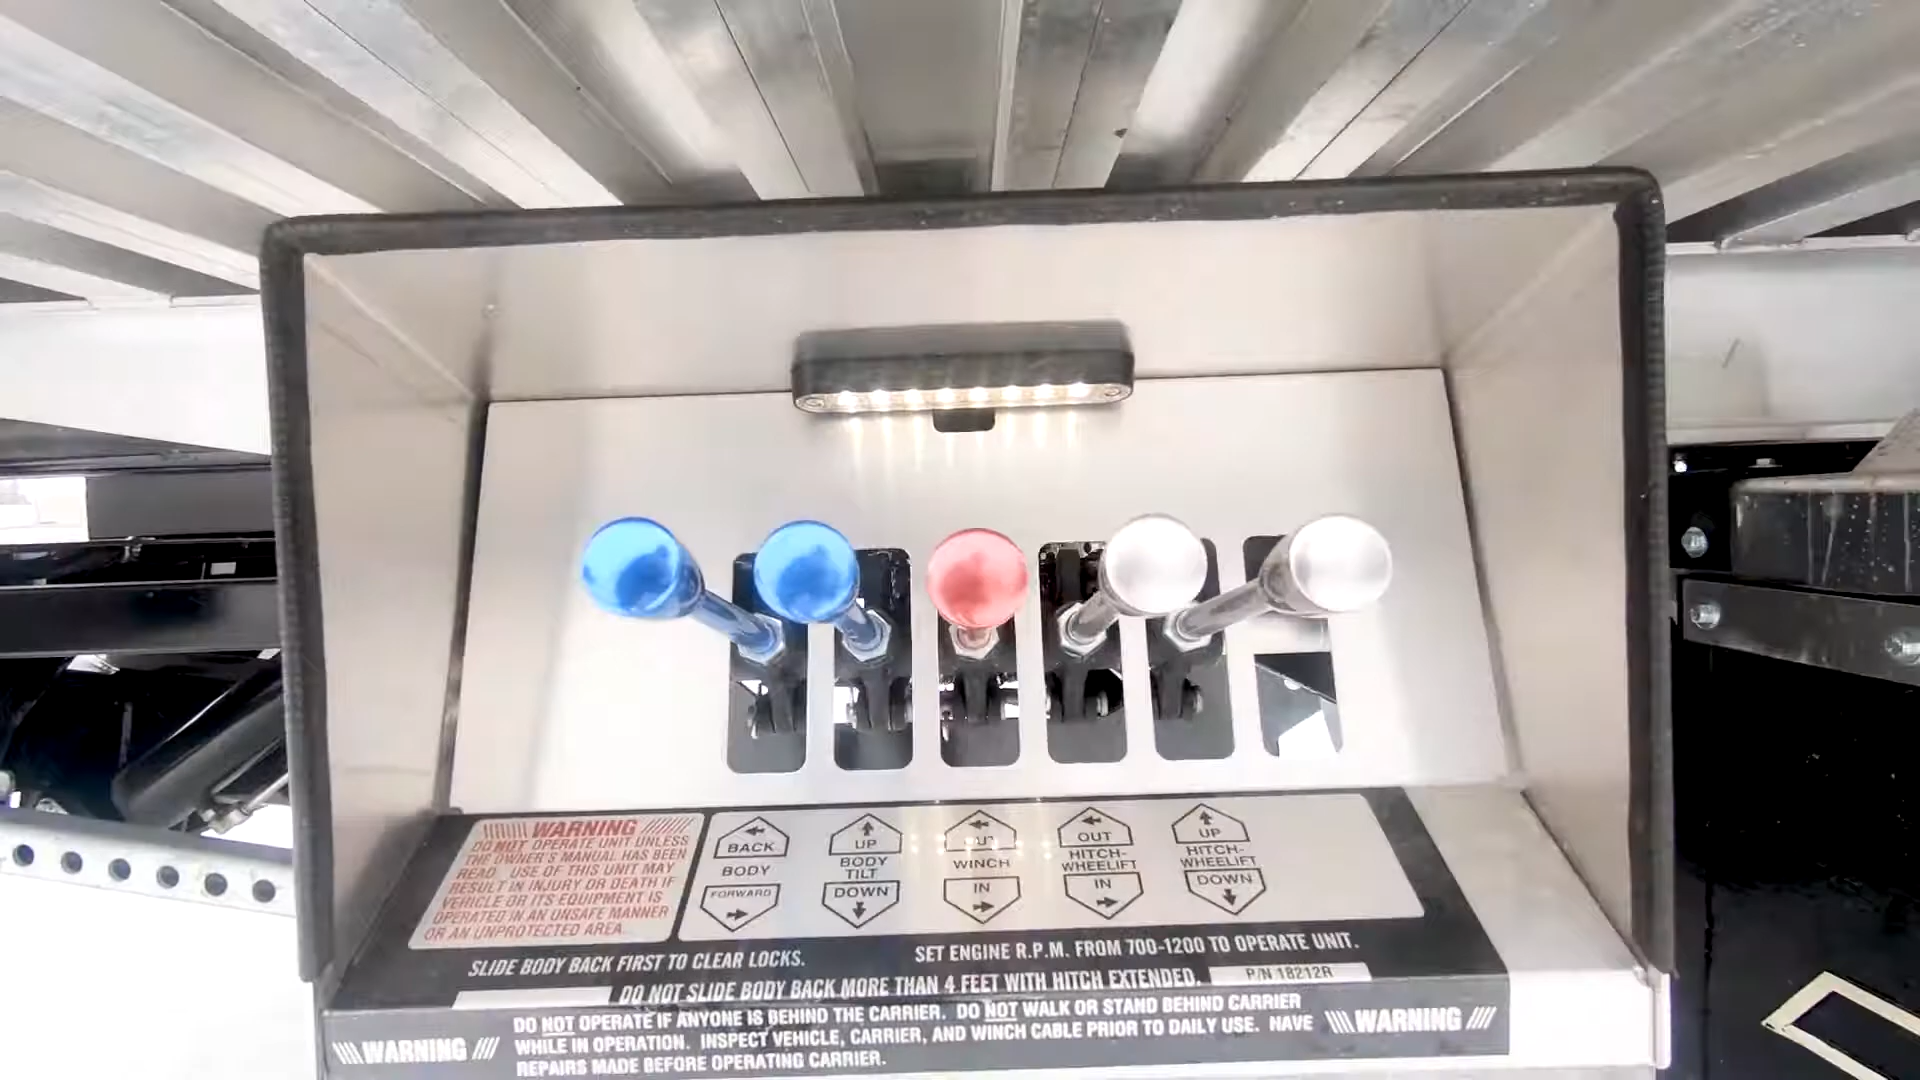 WARNING
DO NOT OPERATE UNIT UNLESS
THE OWNER'S MANUAL HAS BEEN
READ. USE OF THIS UNIT MAY
RESULT IN INJURY OR DEATH IF
VEHICLE OR ITS EQUIPMENT IS
OPERATED IN AN UNSAFE MANNER
OR AN UNPROTECTED AREA.
BACK
BODY
FORWARD
UP
BODY
TILT
DOWN
OUT
WINCH
IN
OUT
HITCH-
WHEELIFT
IN
UP
HITCH-
WHEELIFT
DOWN
SLIDE BODY BACK FIRST TO CLEAR LOCKS.
SET ENGINE R.P.M. FROM 700-1200 TO OPERATE UNIT.
DO NOT SLIDE BODY BACK MORE THAN 4 FEET WITH HITCH EXTENDED.
P/N 18212R
WARNING
DO NOT OPERATE IF ANYONE IS BEHIND THE CARRIER. DO NOT WALK OR STAND BEHIND CARRIER
WHILE IN OPERATION. INSPECT VEHICLE, CARRIER, AND WINCH CABLE PRIOR TO DAILY USE. HAVE
REPAIRS MADE BEFORE OPERATING CARRIER.
WARNING